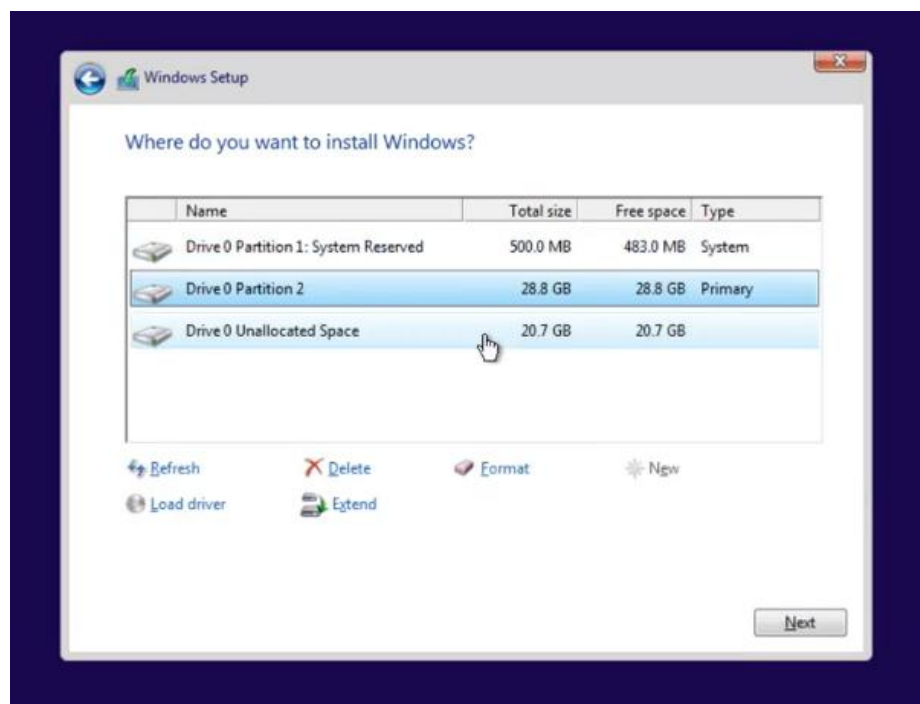 Windows Setup
Where do you want to install Windows?
Name Total size Free space Type
Drive 0 Partition 1: System Reserved 500.0 MB 483.0 MB System
Drive 0 Partition 2 28.8 GB 28.8 GB Primary
Drive 0 Unallocated Space 20.7 GB 20.7 GB
Refresh Delete Format New
Load driver Extend
Next